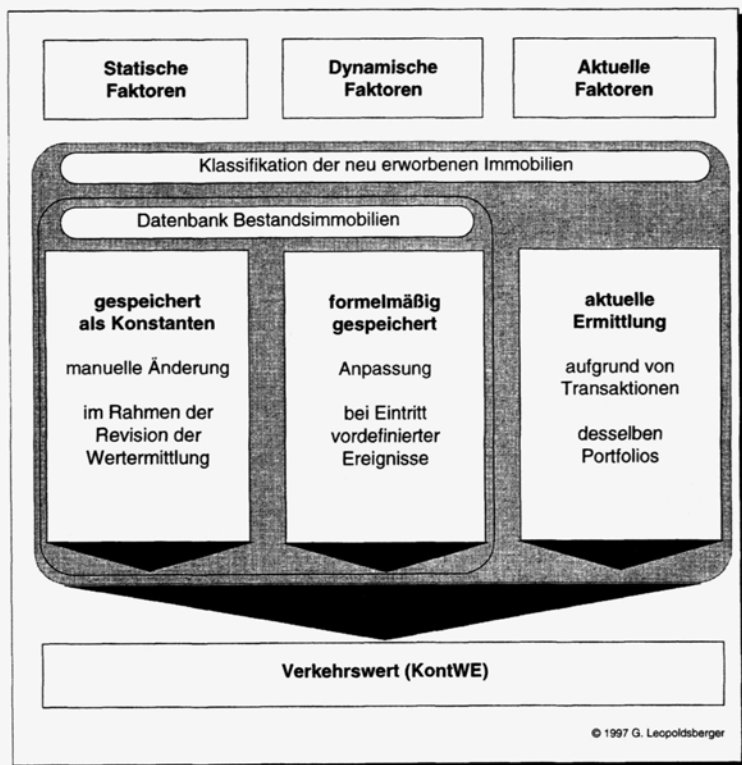 Statische
Faktoren
Dynamische
Faktoren
Aktuelle
Faktoren
Klassifikation der neu erworbenen Immobilien
Datenbank Bestandsimmobilien
gespeichert
als Konstanten
manuelle Änderung
im Rahmen der
Revision der
Wertermittlung
formelmäßig
gespeichert
Anpassung
bei Eintritt
vordefinierter
Ereignisse
aktuelle
Ermittlung
aufgrund von
Transaktionen
desselben
Portfolios
Verkehrswert (KontWE)
© 1997 G. Leopoldsberger